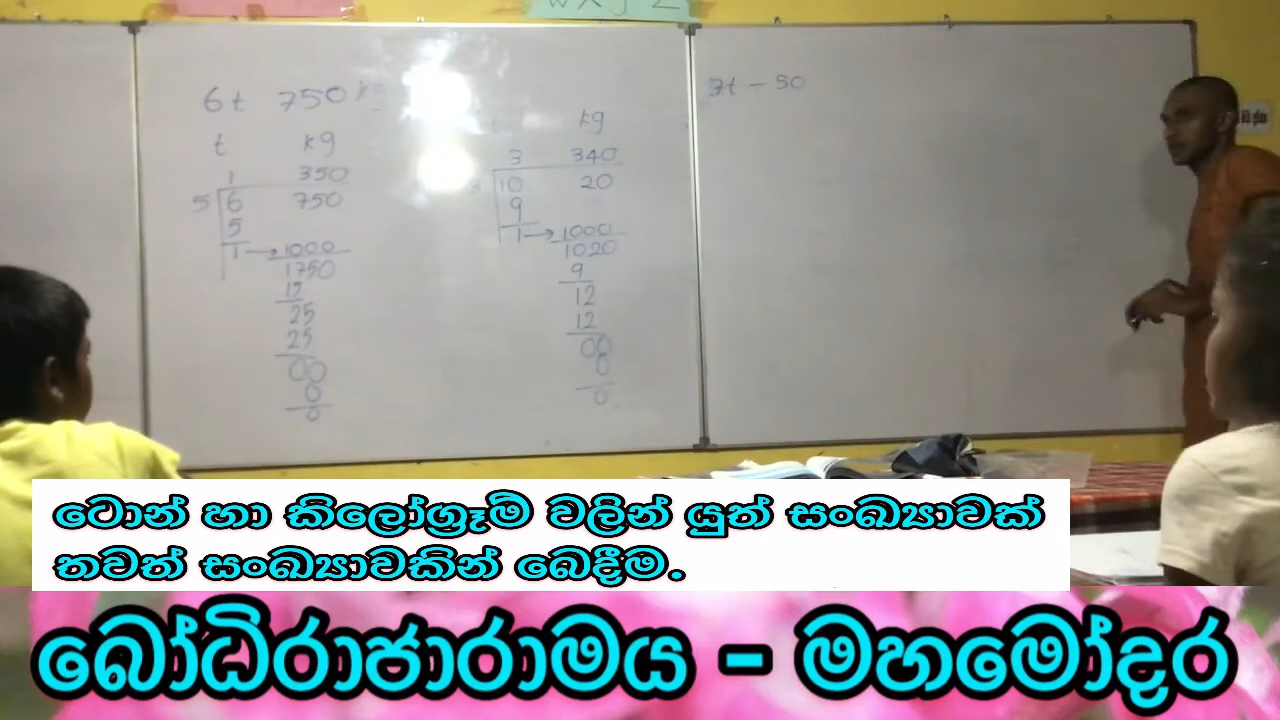 W X Y Z
6t 750 kg
t kg
1 350
5 6 750
5
1 → 1000
1750
15
25
25
00
0
0
kg
3 340
3 10 20
9
1 → 1000
1020
9
12
12
00
0
0
7t - 50
ටොන් හා කිලෝග්‍රෑම් වලින් යුත් සංඛ්‍යාවක්
තවත් සංඛ්‍යාවකින් බෙදීම.
බෝධිරාජාරාමය - මහමෝදර